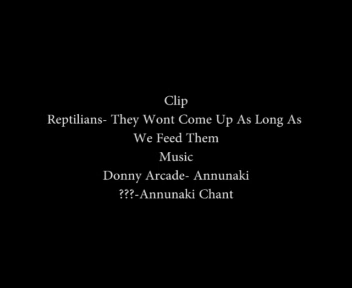 Clip
Reptilians- They Wont Come Up As Long As
We Feed Them
Music
Donny Arcade- Annunaki
???-Annunaki Chant